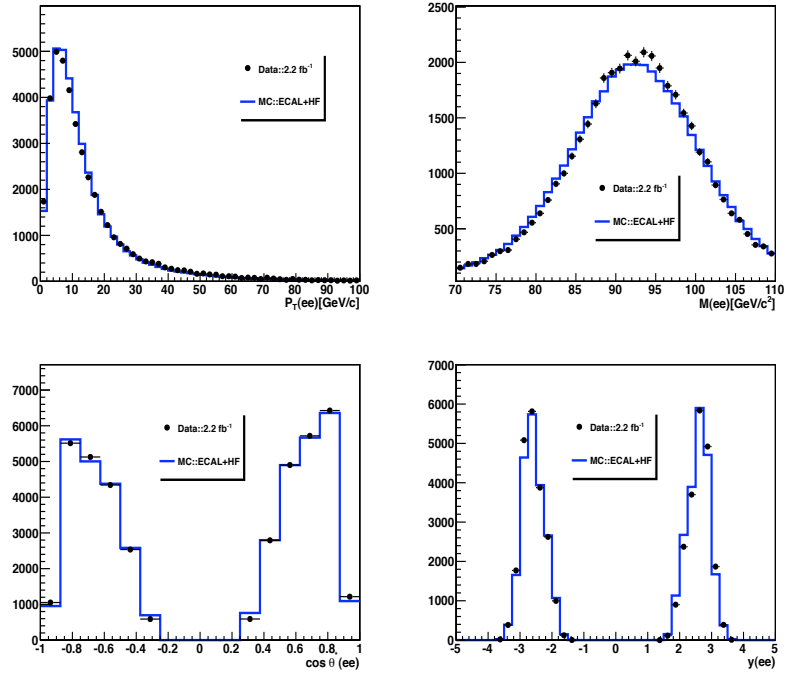 5000
4000
3000
2000
1000
0
Data::2.2 fb⁻¹
MC::ECAL+HF
0 10 20 30 40 50 60 70 80 90 100
P_T(ee)[GeV/c]
2500
2000
1500
1000
500
Data::2.2 fb⁻¹
MC::ECAL+HF
70 75 80 85 90 95 100 105 110
M(ee)[GeV/c²]
7000
6000
5000
4000
3000
2000
1000
0
Data::2.2 fb⁻¹
MC::ECAL+HF
-1 -0.8 -0.6 -0.4 -0.2 0 0.2 0.4 0.6 0.8 1
cos θ (ee)
7000
6000
5000
4000
3000
2000
1000
0
Data::2.2 fb⁻¹
MC::ECAL+HF
-5 -4 -3 -2 -1 0 1 2 3 4 5
y(ee)